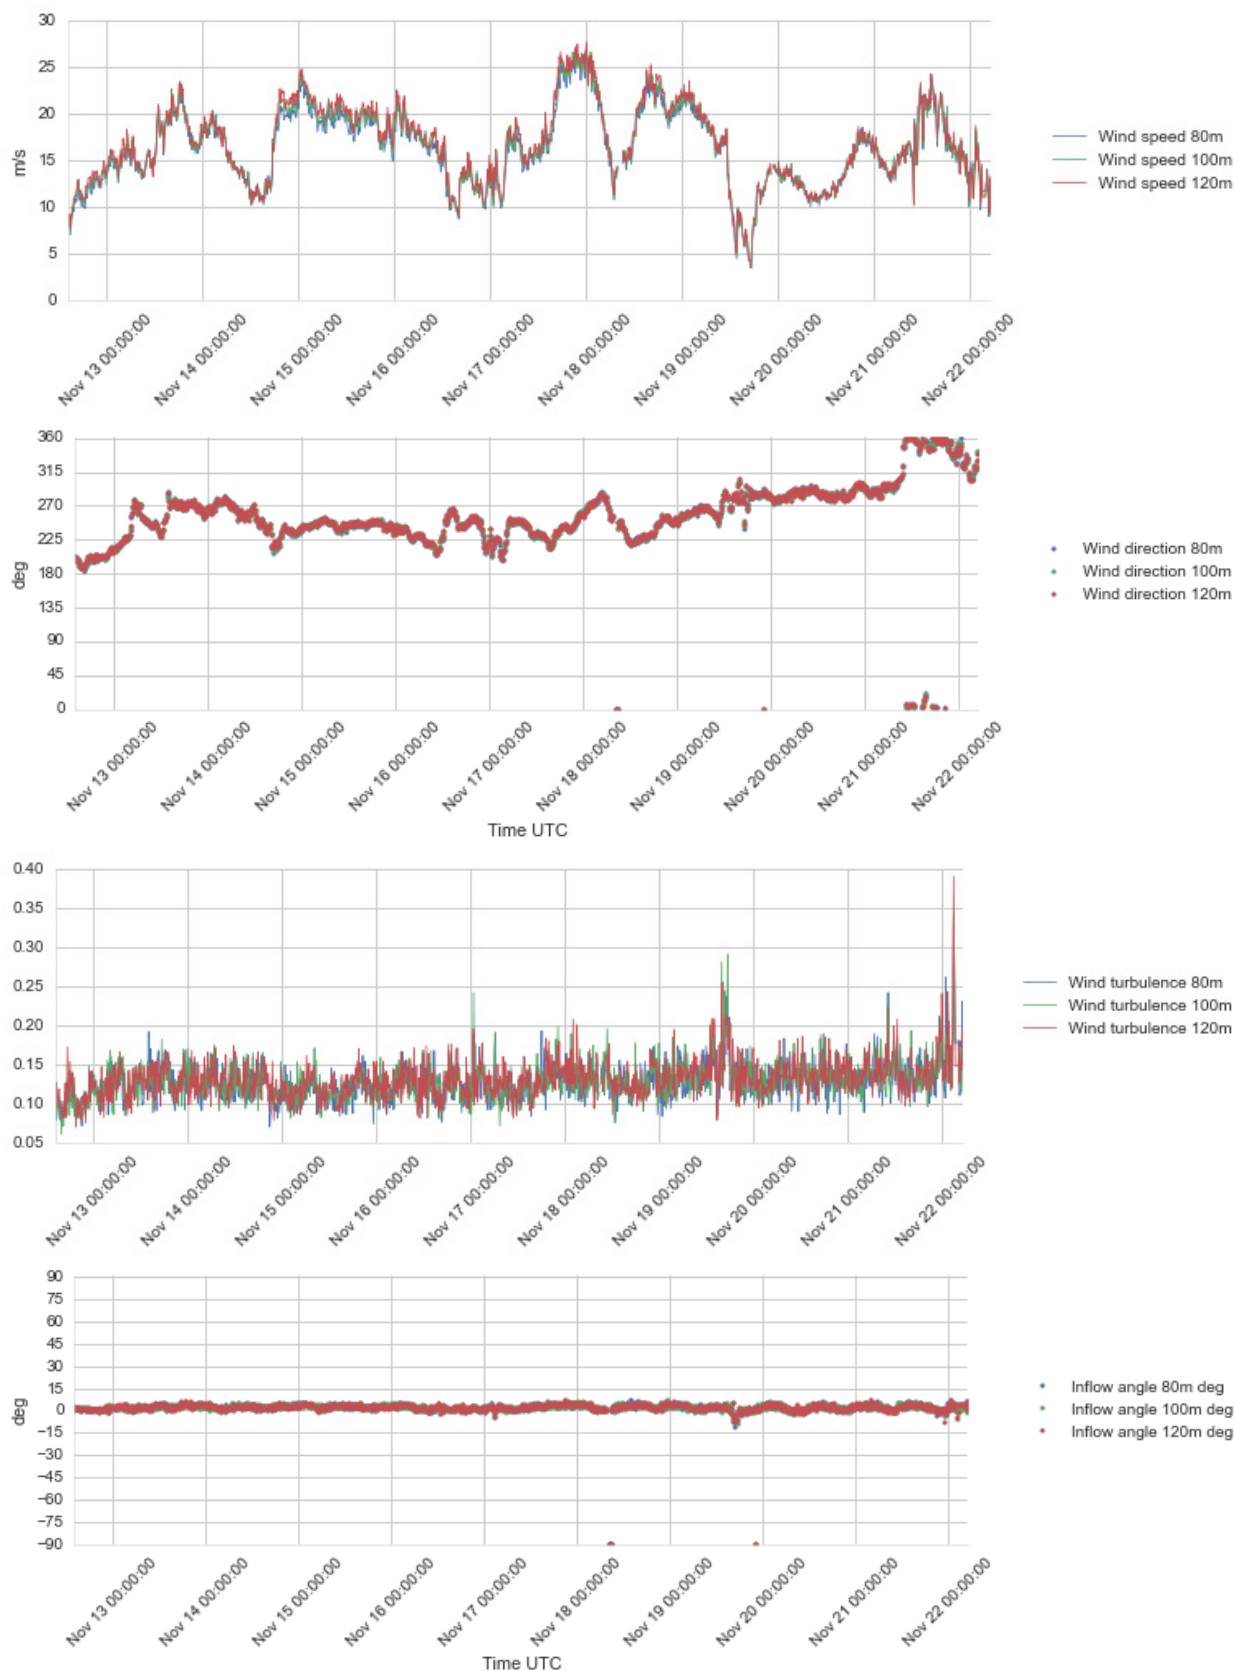 30
25
20
15
10
5
0
m/s
Nov 13 00:00:00
Nov 14 00:00:00
Nov 15 00:00:00
Nov 16 00:00:00
Nov 17 00:00:00
Nov 18 00:00:00
Nov 19 00:00:00
Nov 20 00:00:00
Nov 21 00:00:00
Nov 22 00:00:00
Wind speed 80m
Wind speed 100m
Wind speed 120m
360
315
270
225
180
135
90
45
0
deg
Nov 13 00:00:00
Nov 14 00:00:00
Nov 15 00:00:00
Nov 16 00:00:00
Nov 17 00:00:00
Nov 18 00:00:00
Nov 19 00:00:00
Nov 20 00:00:00
Nov 21 00:00:00
Nov 22 00:00:00
Time UTC
Wind direction 80m
Wind direction 100m
Wind direction 120m
0.40
0.35
0.30
0.25
0.20
0.15
0.10
0.05
Nov 13 00:00:00
Nov 14 00:00:00
Nov 15 00:00:00
Nov 16 00:00:00
Nov 17 00:00:00
Nov 18 00:00:00
Nov 19 00:00:00
Nov 20 00:00:00
Nov 21 00:00:00
Nov 22 00:00:00
Wind turbulence 80m
Wind turbulence 100m
Wind turbulence 120m
90
75
60
45
30
15
0
−15
−30
−45
−60
−75
−90
deg
Nov 13 00:00:00
Nov 14 00:00:00
Nov 15 00:00:00
Nov 16 00:00:00
Nov 17 00:00:00
Nov 18 00:00:00
Nov 19 00:00:00
Nov 20 00:00:00
Nov 21 00:00:00
Nov 22 00:00:00
Time UTC
Inflow angle 80m deg
Inflow angle 100m deg
Inflow angle 120m deg